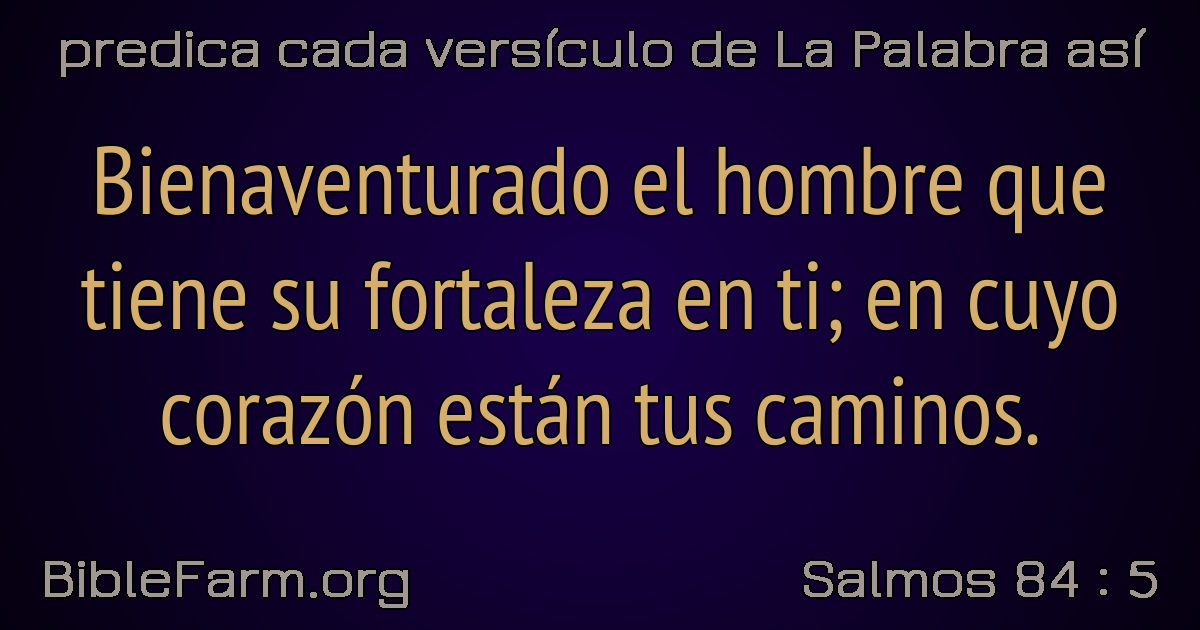 predica cada versículo de La Palabra así
Bienaventurado el hombre que
tiene su fortaleza en ti; en cuyo
corazón están tus caminos.
BibleFarm.org
Salmos 84 : 5